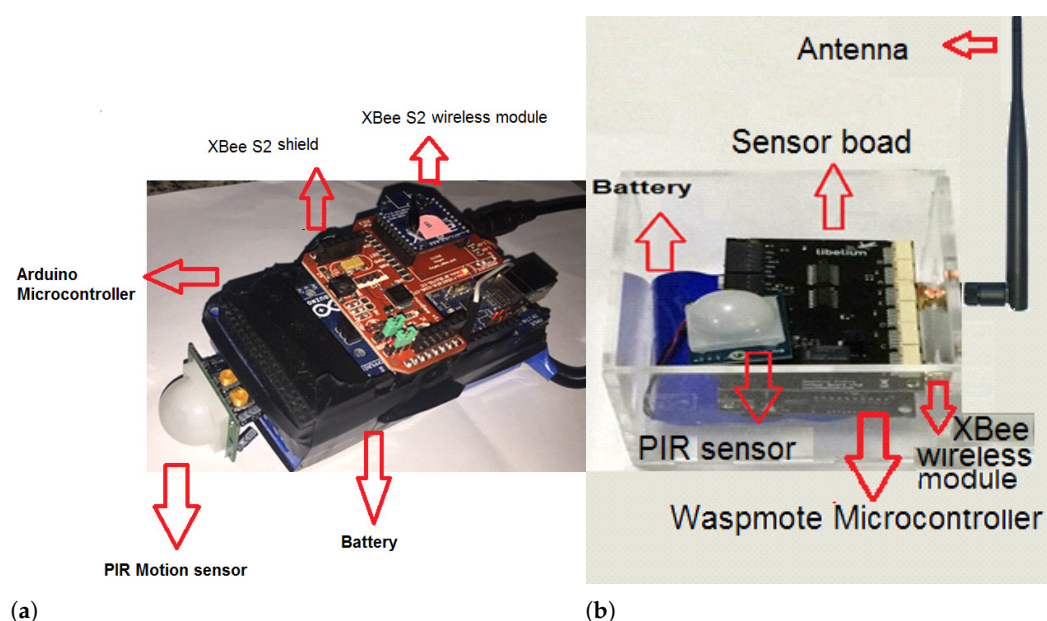 XBee S2 wireless module
XBee S2 shield
Arduino
Microcontroller
PIR Motion sensor
Battery
(a)
Antenna
Sensor boad
Battery
libelium
PIR sensor
XBee
wireless
module
Waspmote Microcontroller
(b)